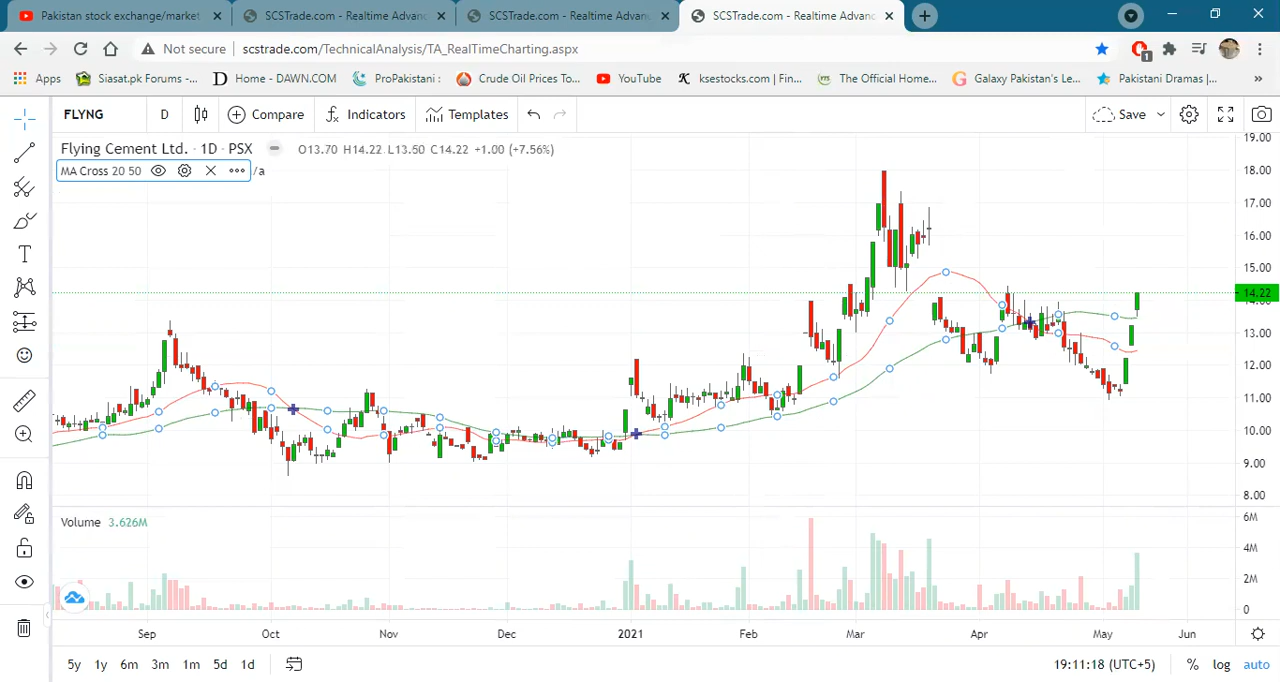 Pakistan stock exchange/market
SCSTrade.com - Realtime Advanc
SCSTrade.com - Realtime Advan
SCSTrade.com - Realtime Advanc
Not secure | scstrade.com/TechnicalAnalysis/TA_RealTimeCharting.aspx
1
Apps Siasat.pk Forums -... Home - DAWN.COM ProPakistani : Crude Oil Prices To... YouTube ksestocks.com | Fin... The Official Home... Galaxy Pakistan's Le... Pakistani Dramas |... »
FLYNG D Compare Indicators Templates Save
Flying Cement Ltd. · 1D · PSX O13.70 H14.22 L13.50 C14.22 +1.00 (+7.56%)
MA Cross 20 50 /a
19.00
18.00
17.00
16.00
15.00
14.22
14.00
13.00
12.00
11.00
10.00
9.00
8.00
Volume 3.626M
6M
4M
2M
0
Sep Oct Nov Dec 2021 Feb Mar Apr May Jun
5y 1y 6m 3m 1m 5d 1d 19:11:18 (UTC+5) % log auto